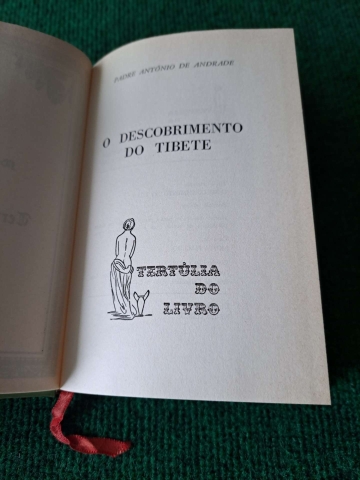 PADRE ANTÓNIO DE ANDRADE
O DESCOBRIMENTO
DO TIBETE
TERTÚLIA
DO
LIVRO